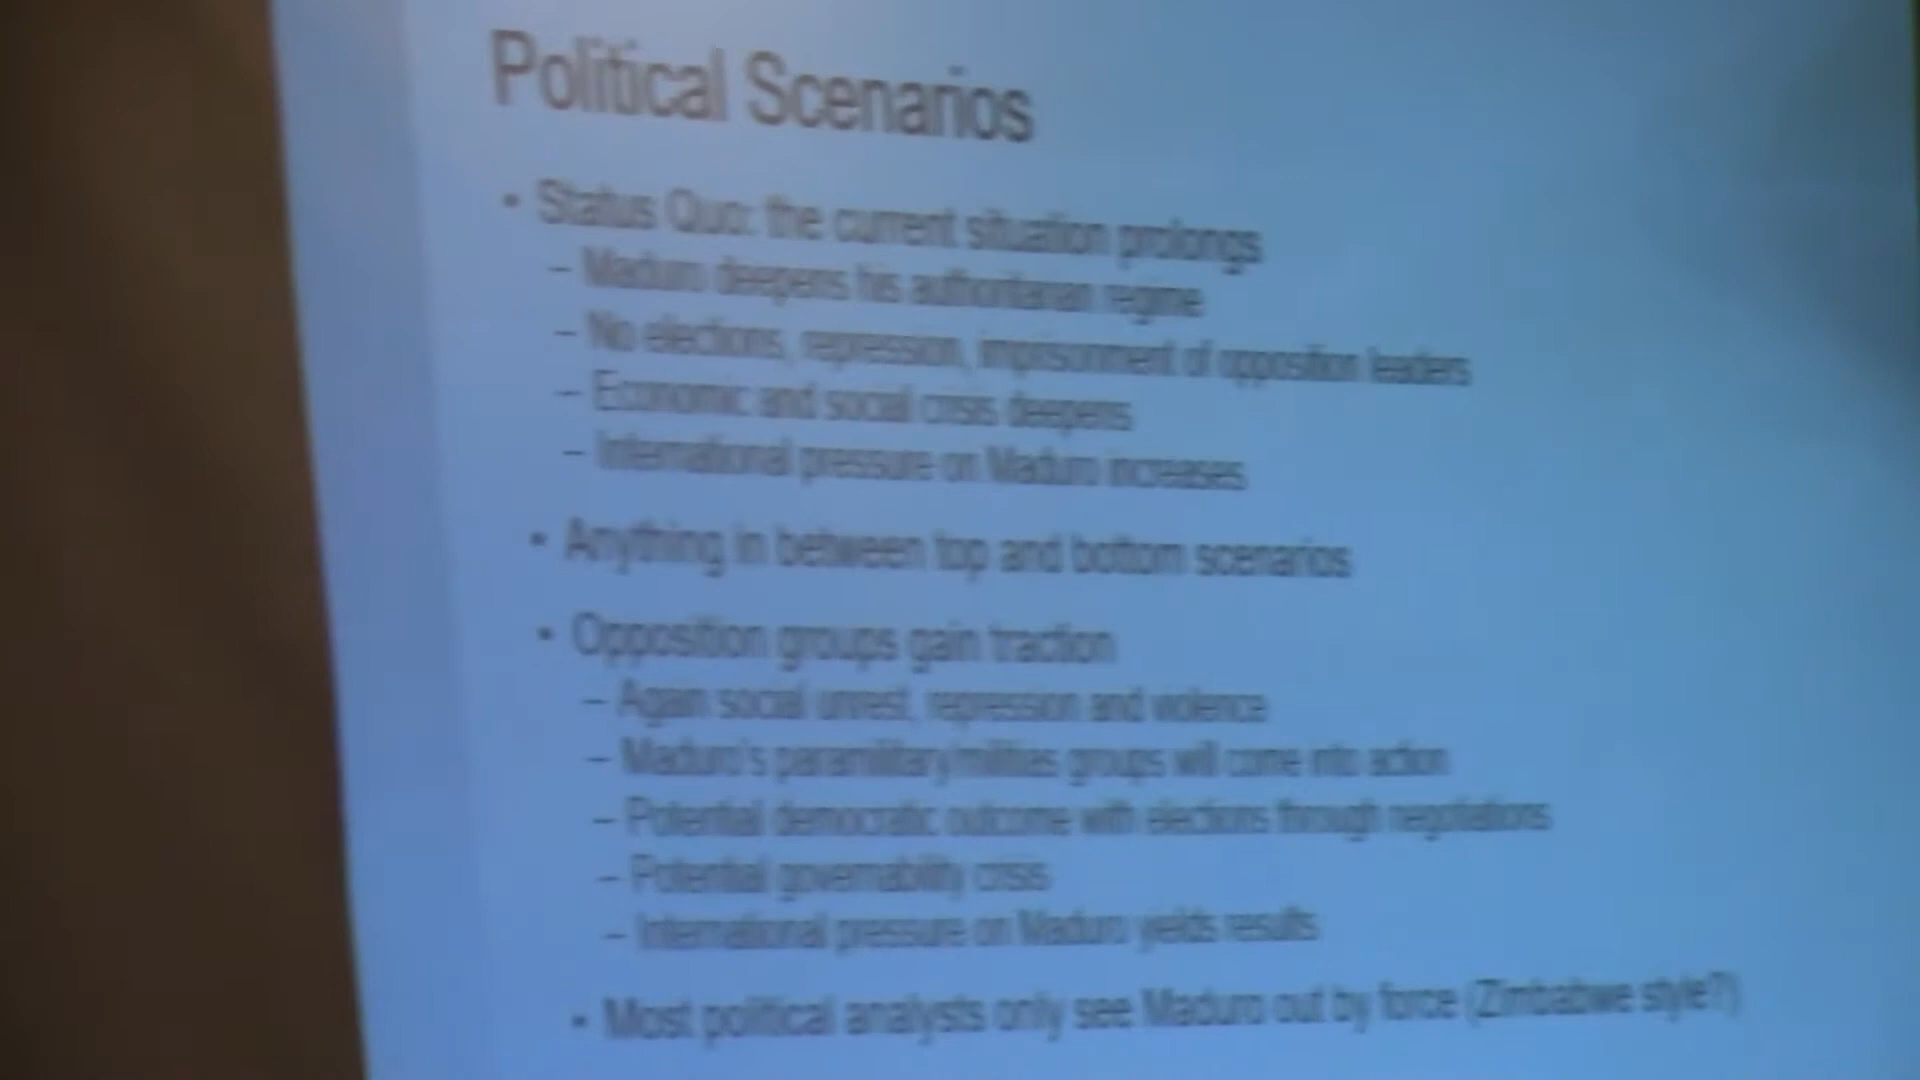 Political Scenarios
• Status Quo: the current situation prolongs
– Maduro deepens his authoritarian regime
– No elections, repression, imprisonment of opposition leaders
– Economic and social crisis deepens
– International pressure on Maduro increases
• Anything in between top and bottom scenarios
• Opposition groups gain traction
– Again social unrest, repression and violence
– Maduro's paramilitary/militias groups will come into action
– Potential democratic outcome with elections through negotiations
– Potential governability crisis
– International pressure on Maduro yields results
• Most political analysts only see Maduro out by force (Zimbabwe style?)